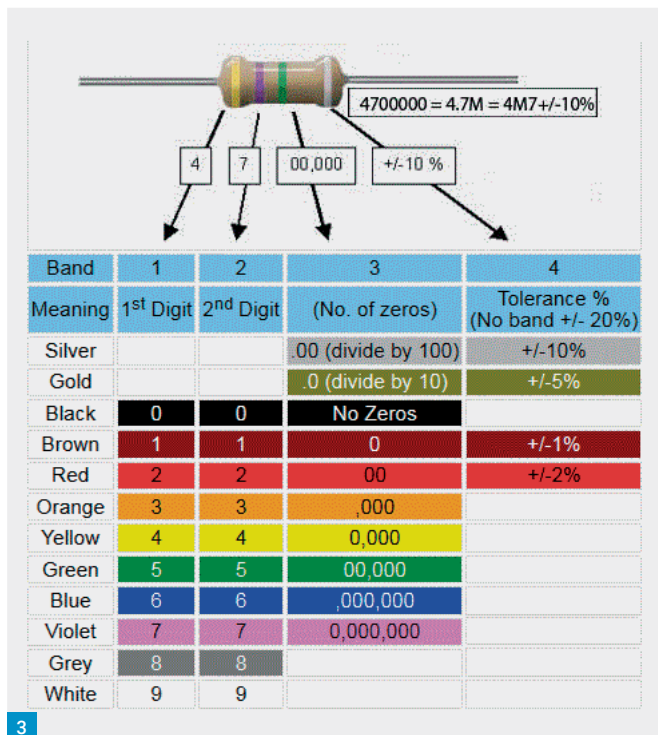 4700000 = 4.7M = 4M7+/-10%
4 7 00,000 +/-10 %
Band 1 2 3 4
Meaning 1st Digit 2nd Digit (No. of zeros) Tolerance %
(No band +/- 20%)
Silver .00 (divide by 100) +/-10%
Gold .0 (divide by 10) +/-5%
Black 0 0 No Zeros
Brown 1 1 0 +/-1%
Red 2 2 00 +/-2%
Orange 3 3 ,000
Yellow 4 4 0,000
Green 5 5 00,000
Blue 6 6 ,000,000
Violet 7 7 0,000,000
Grey 8 8
White 9 9
3